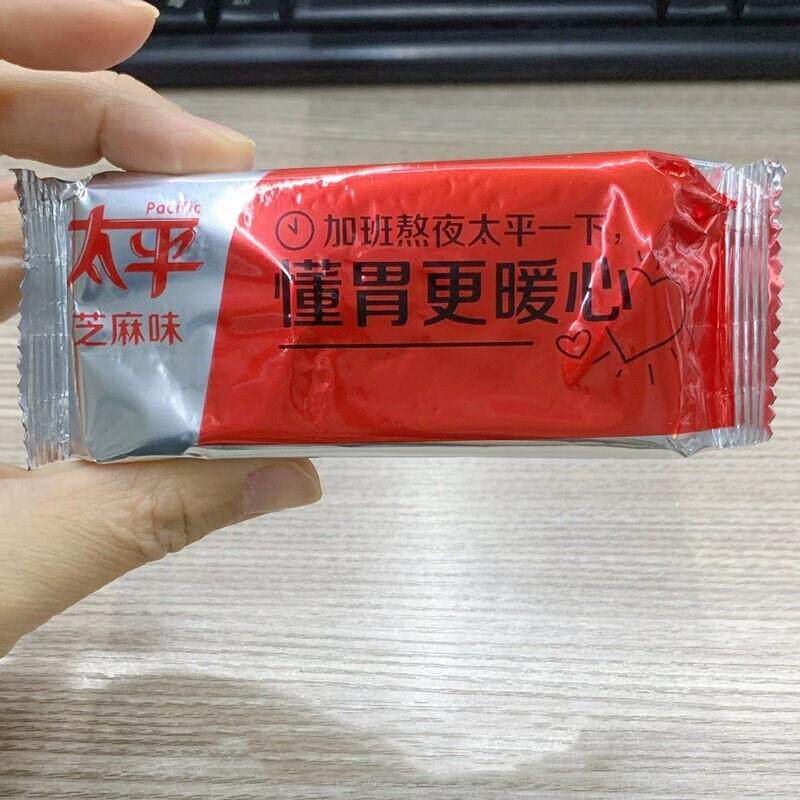 Pacific
太平
芝麻味
加班熬夜太平一下，
懂胃更暖心